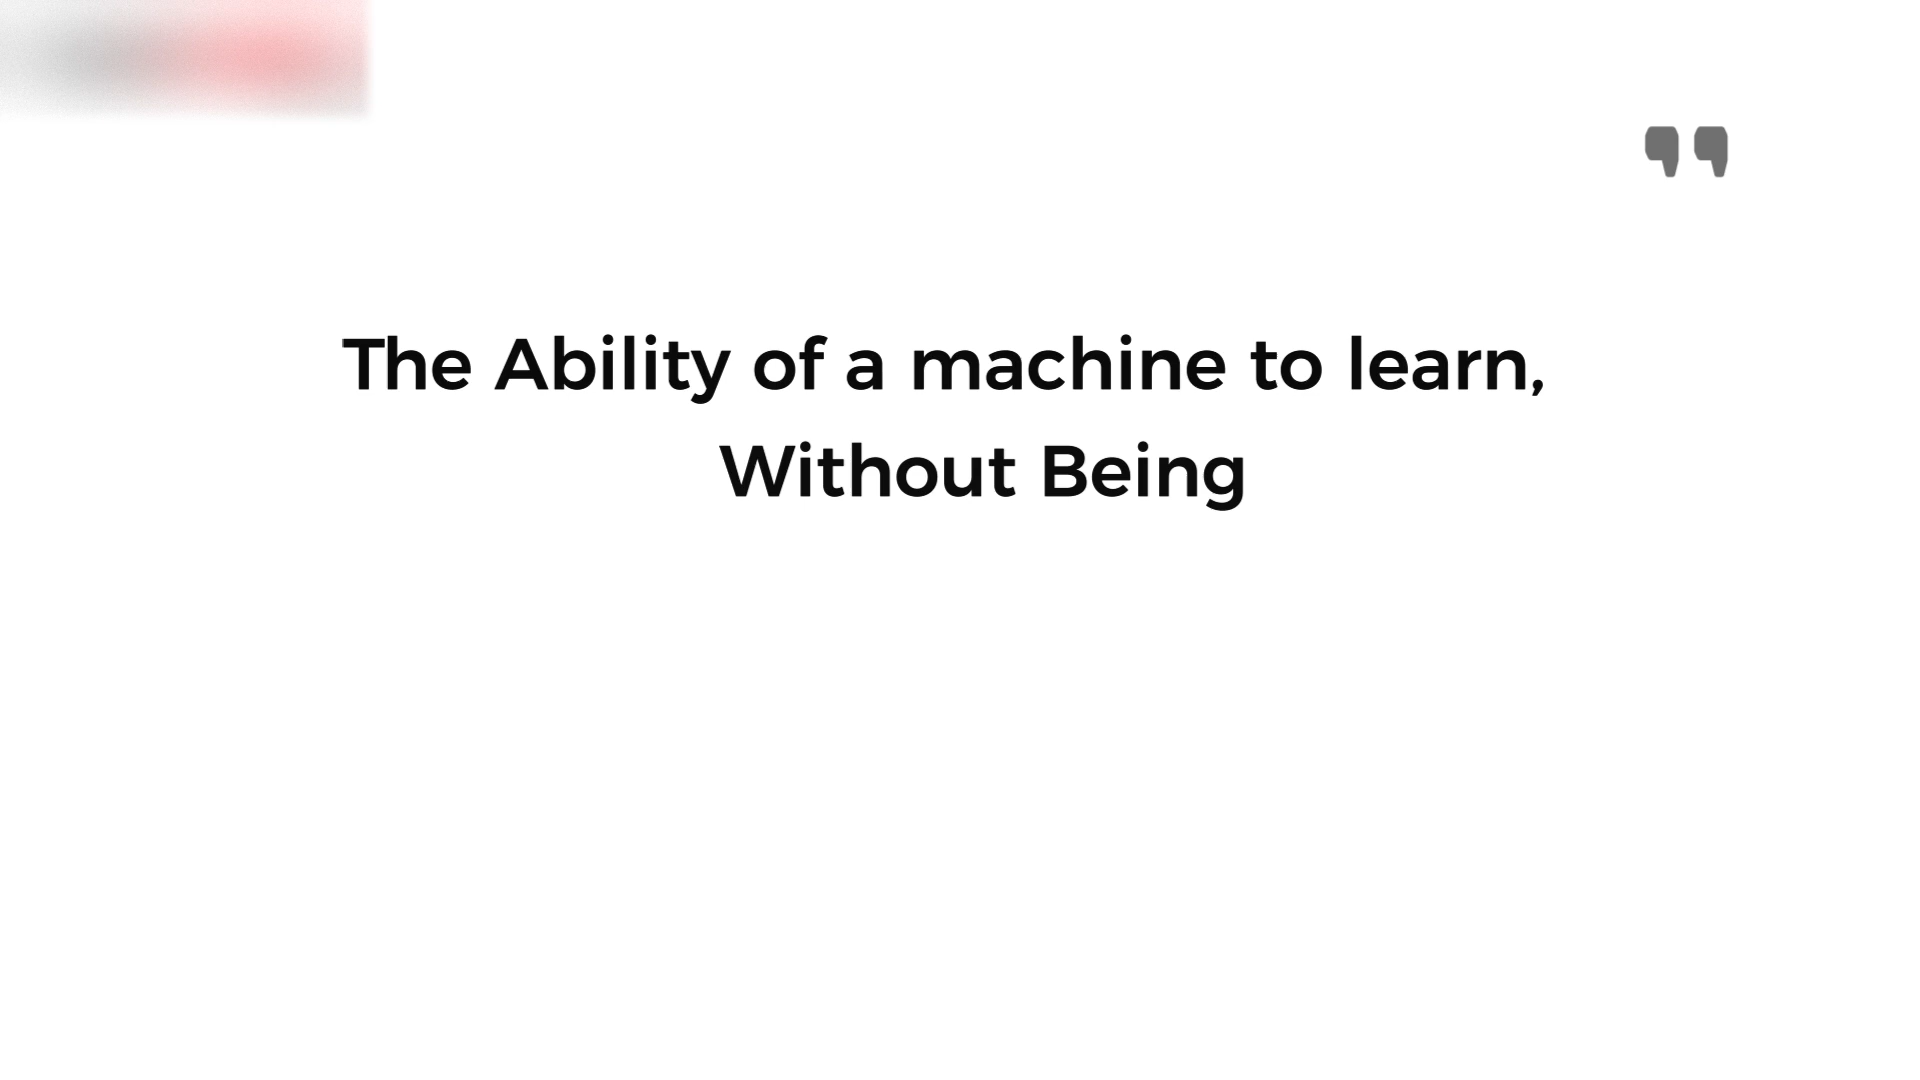 "
The Ability of a machine to learn,
Without Being